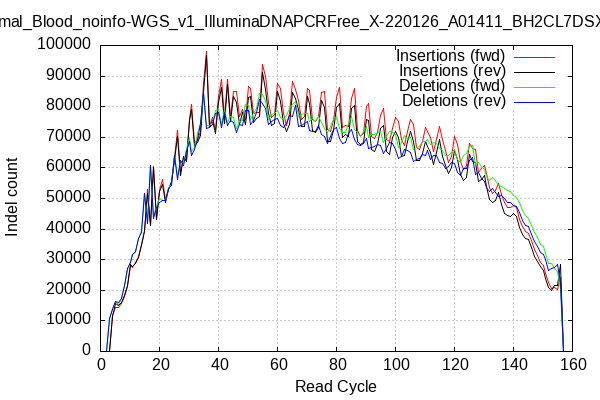 mal_Blood_noinfo-WGS_v1_IlluminaDNAPCRFree_X-220126_A01411_BH2CL7DSX
Insertions (fwd)
Insertions (rev)
Deletions (fwd)
Deletions (rev)
100000
90000
80000
70000
60000
50000
40000
30000
20000
10000
0
Indel count
0 20 40 60 80 100 120 140 160
Read Cycle